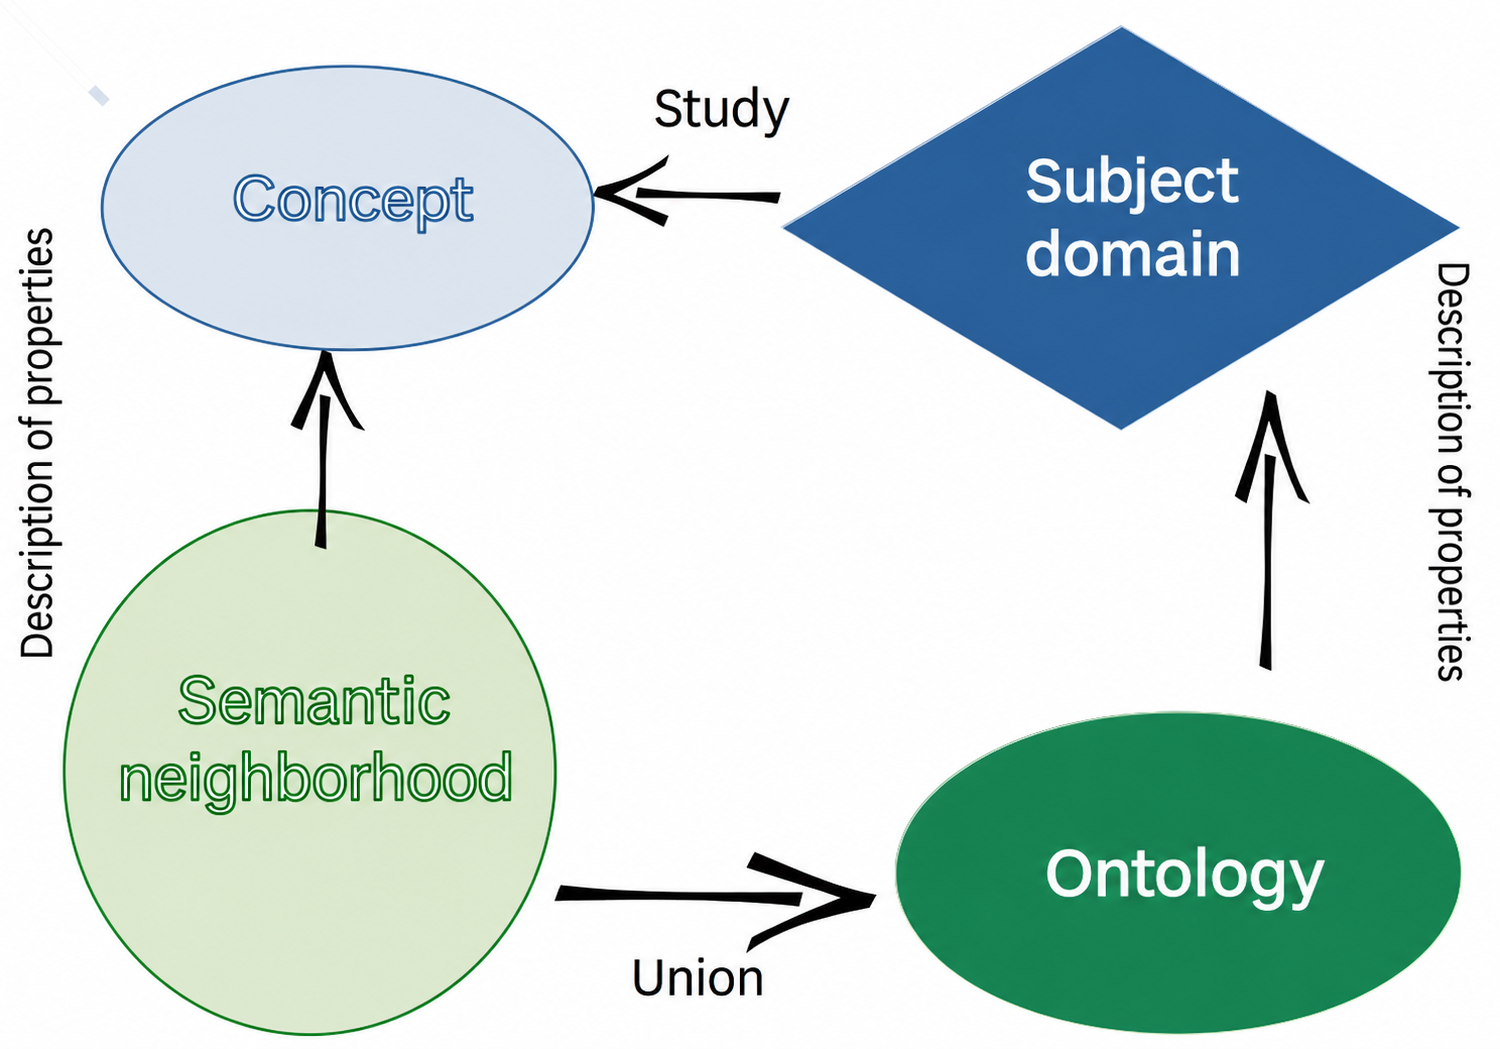 Study
Concept
Subject
domain
Description of properties
Description of properties
Semantic
neighborhood
Ontology
Union